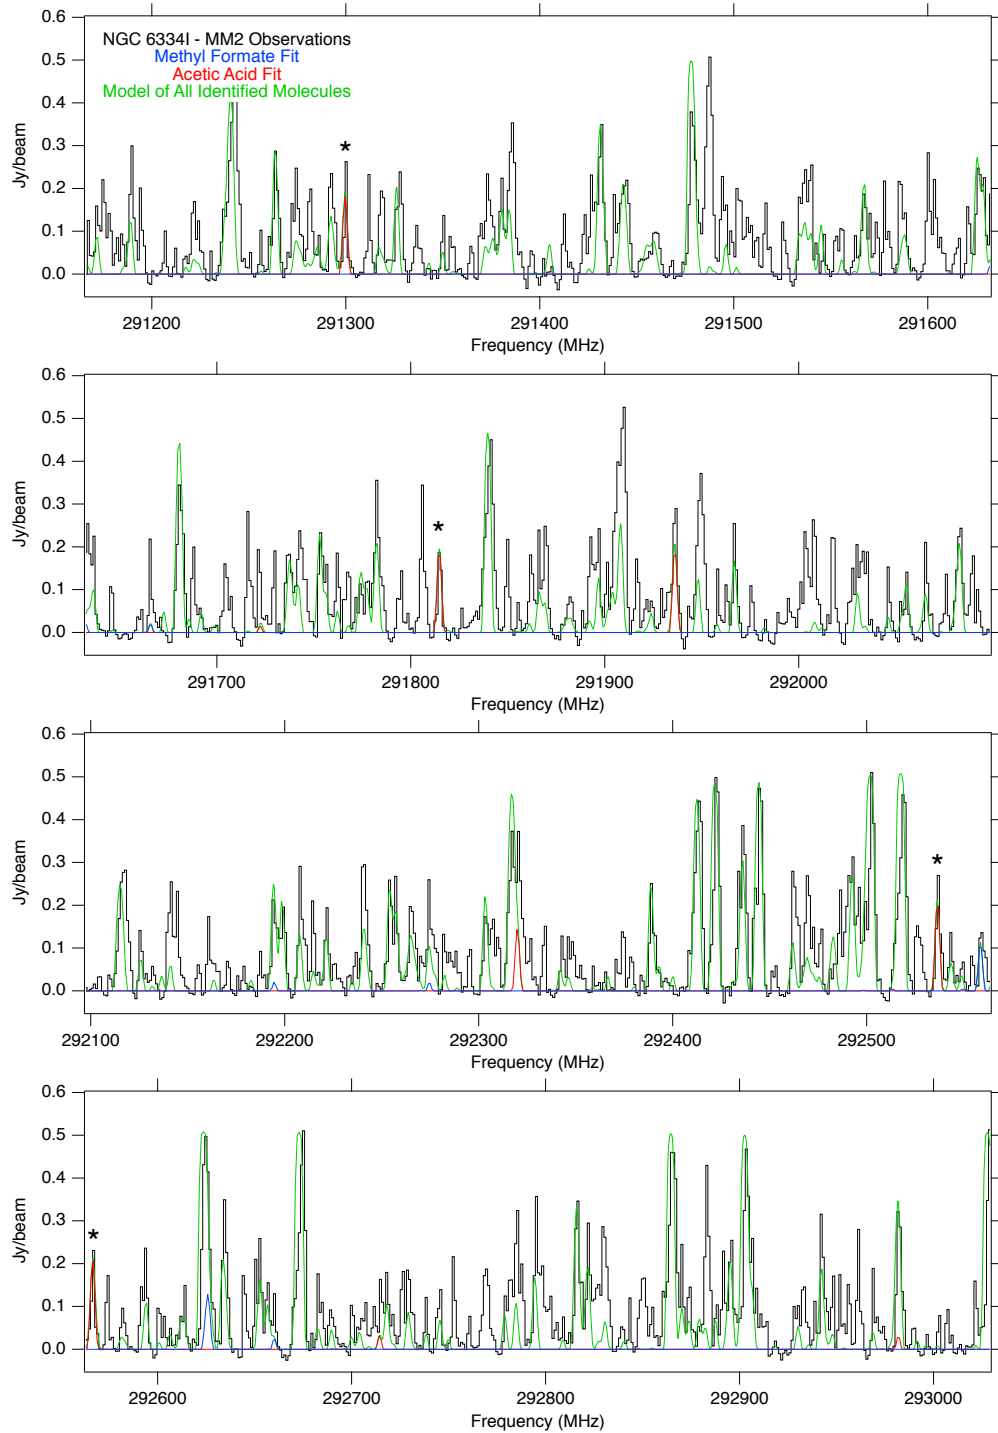 0.6
NGC 6334I - MM2 Observations
Methyl Formate Fit
Acetic Acid Fit
Model of All Identified Molecules
0.5
0.4
0.3
0.2
0.1
0.0
Jy/beam
*
291200 291300 291400 291500 291600
Frequency (MHz)
0.6
0.5
0.4
0.3
0.2
0.1
0.0
Jy/beam
*
291700 291800 291900 292000
Frequency (MHz)
0.6
0.5
0.4
0.3
0.2
0.1
0.0
Jy/beam
*
292100 292200 292300 292400 292500
Frequency (MHz)
0.6
0.5
0.4
0.3
0.2
0.1
0.0
Jy/beam
*
292600 292700 292800 292900 293000
Frequency (MHz)